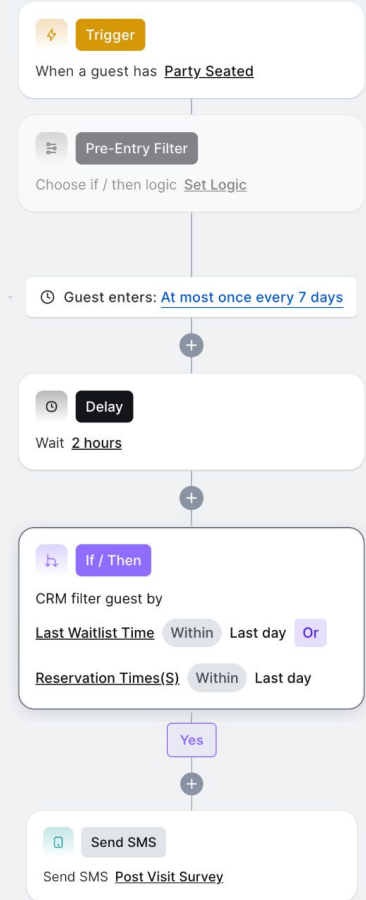 Trigger
When a guest has Party Seated
Pre-Entry Filter
Choose if / then logic Set Logic
Guest enters: At most once every 7 days
Delay
Wait 2 hours
If / Then
CRM filter guest by
Last Waitlist Time Within Last day Or
Reservation Times(S) Within Last day
Yes
Send SMS
Send SMS Post Visit Survey